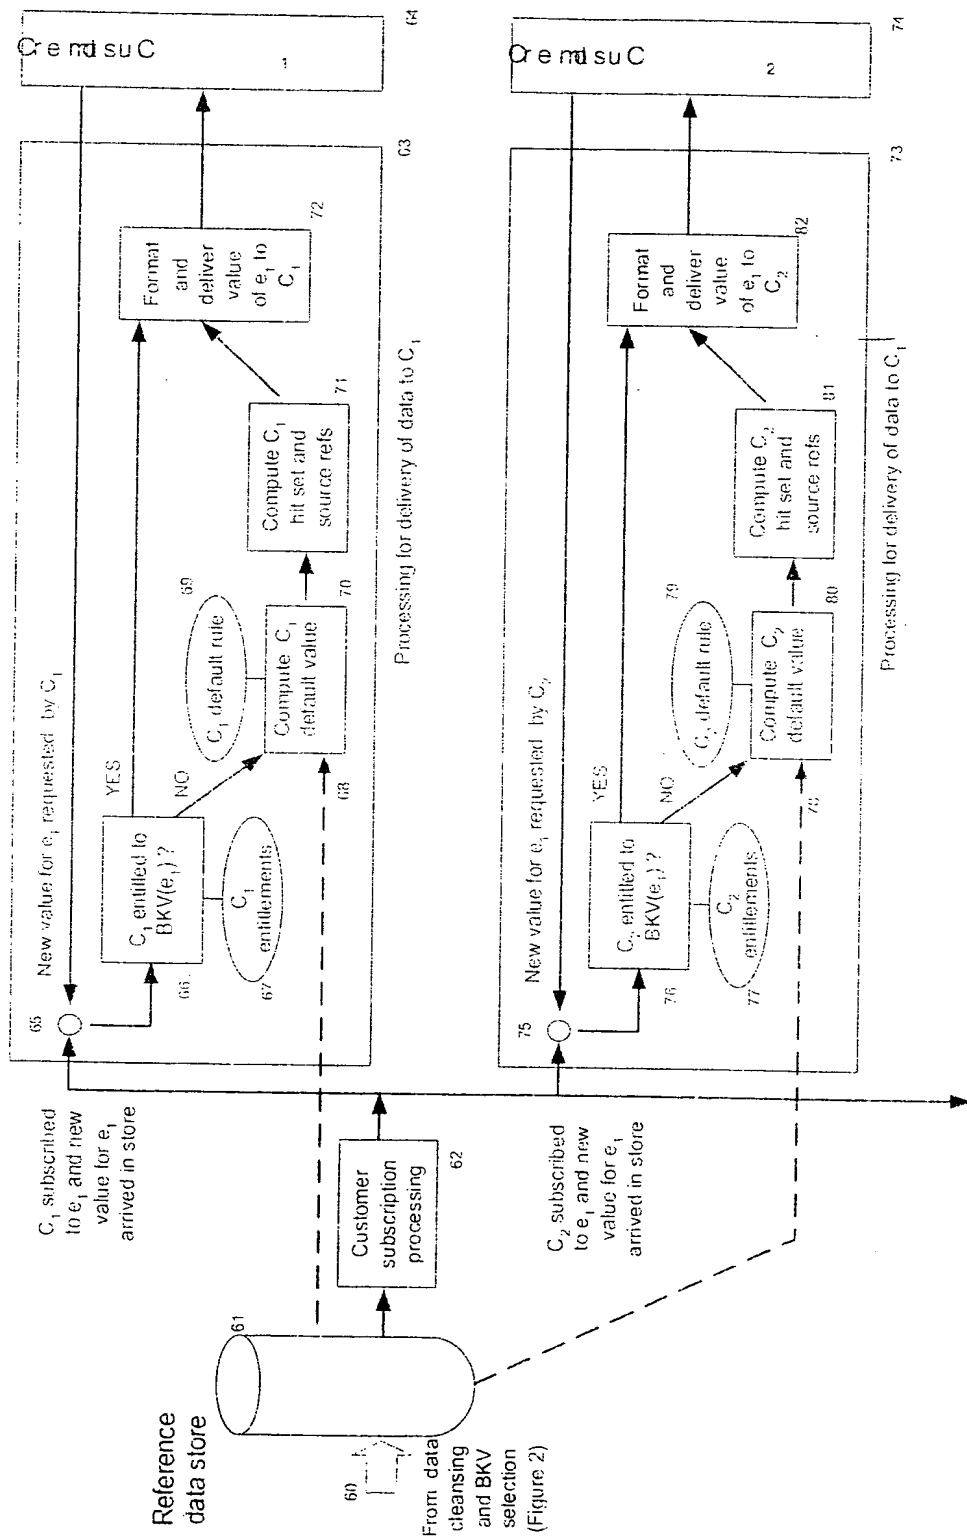 Reference
data store
61
60
From data
cleansing
and BKV
selection
(Figure 2)
Customer
subscription
processing
62
C₁ subscribed
to e₁ and new
value for e₁
arrived in store
65
New value for e₁ requested by C₁
C₁ entitled to
BKV(e₁) ?
66
C₁
entitlements
67
YES
NO
68
C₁ default rule
69
Compute C₁
default value
70
Compute C₁
hit set and
source refs
71
Format
and
deliver
value
of e₁ to
C₁
72
Processing for delivery of data to C₁
63
C r e m d su C
1
64
C₂ subscribed
to e₁ and new
value for e₁
arrived in store
75
New value for e₁ requested by C₂
C₂ entitled to
BKV(e₁) ?
76
C₂
entitlements
77
YES
NO
78
C₂ default rule
79
Compute C₂
default value
80
Compute C₂
hit set and
source refs
81
Format
and
deliver
value
of e₁ to
C₂
82
Processing for delivery of data to C₁
73
2
74